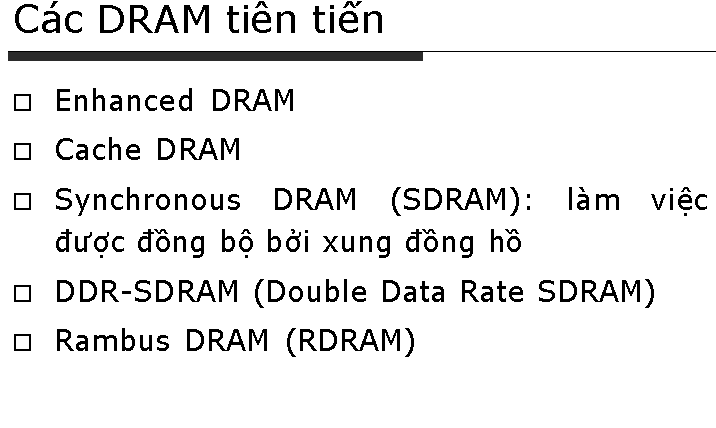 Các DRAM tiên tiến
Enhanced DRAM
Cache DRAM
Synchronous DRAM (SDRAM): làm việc
được đồng bộ bởi xung đồng hồ
DDR-SDRAM (Double Data Rate SDRAM)
Rambus DRAM (RDRAM)